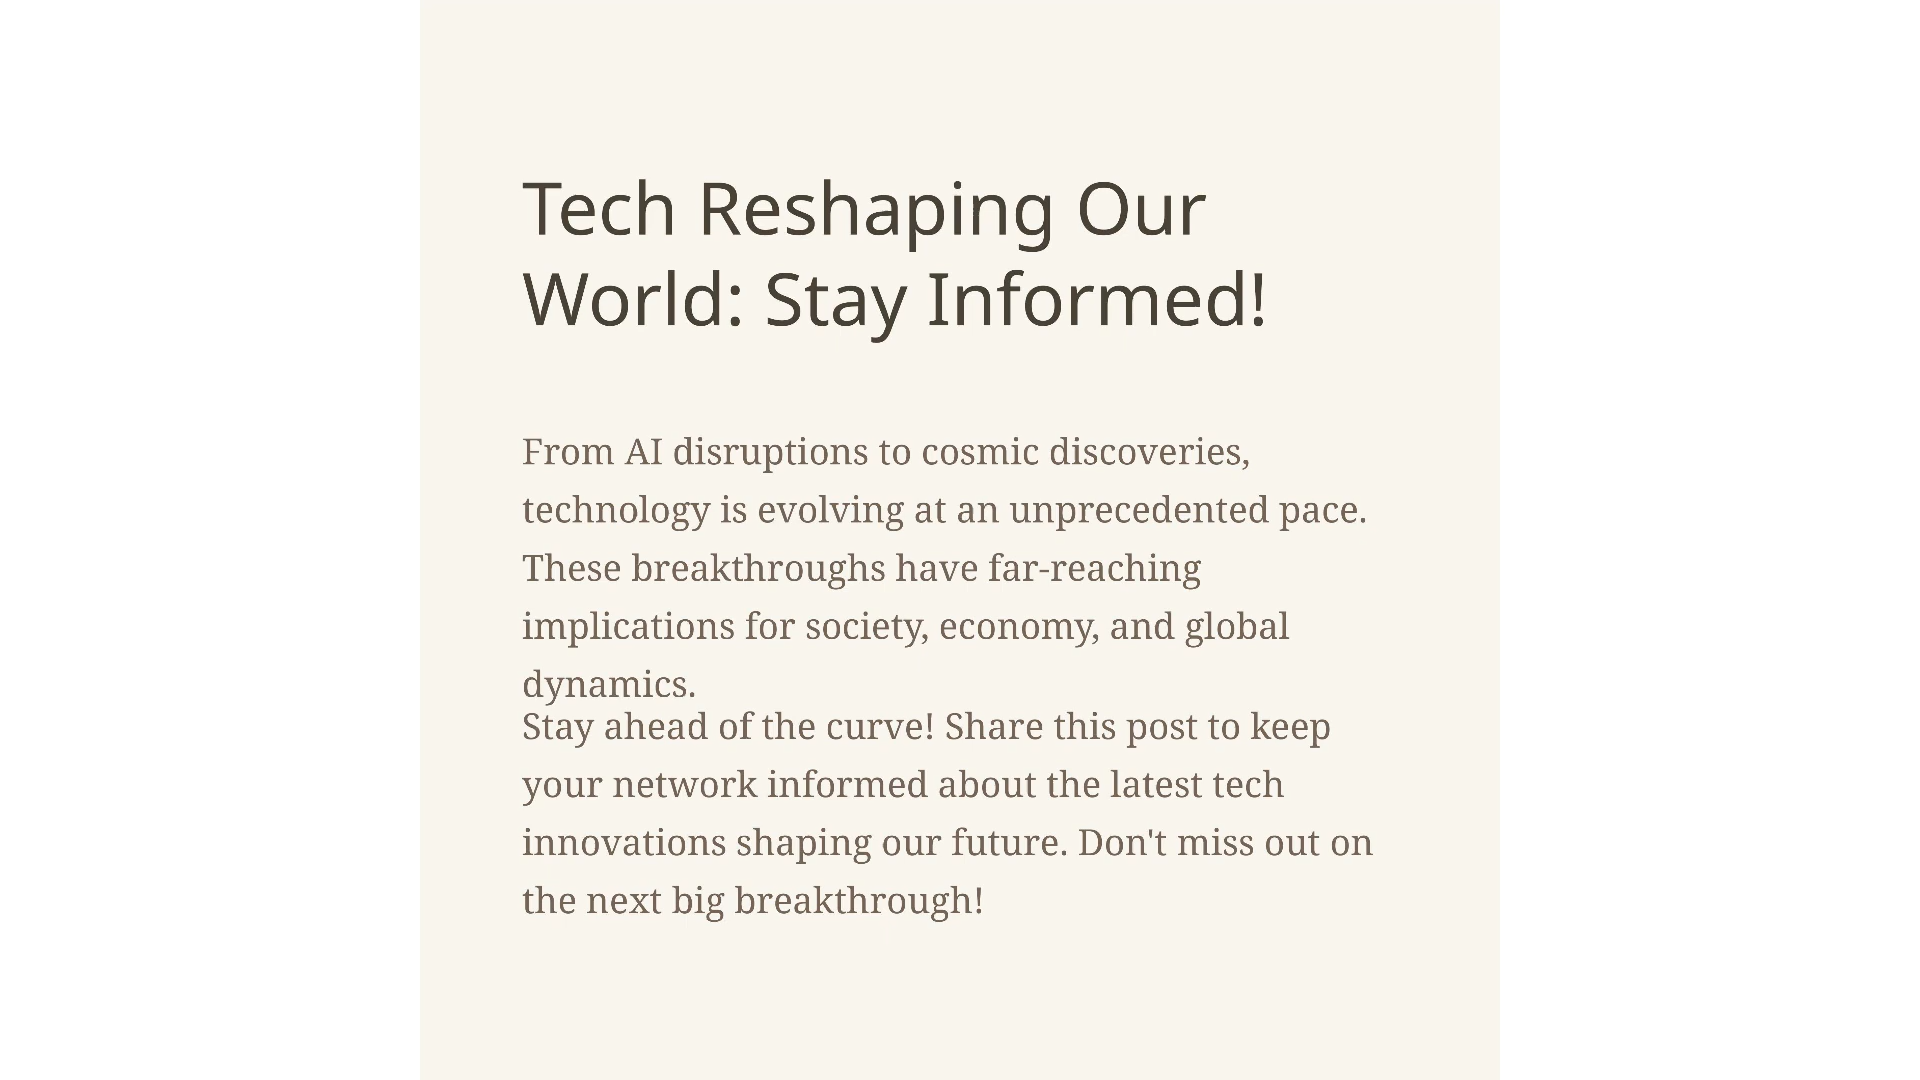 Tech Reshaping Our
World: Stay Informed!
From AI disruptions to cosmic discoveries,
technology is evolving at an unprecedented pace.
These breakthroughs have far-reaching
implications for society, economy, and global
dynamics.
Stay ahead of the curve! Share this post to keep
your network informed about the latest tech
innovations shaping our future. Don't miss out on
the next big breakthrough!